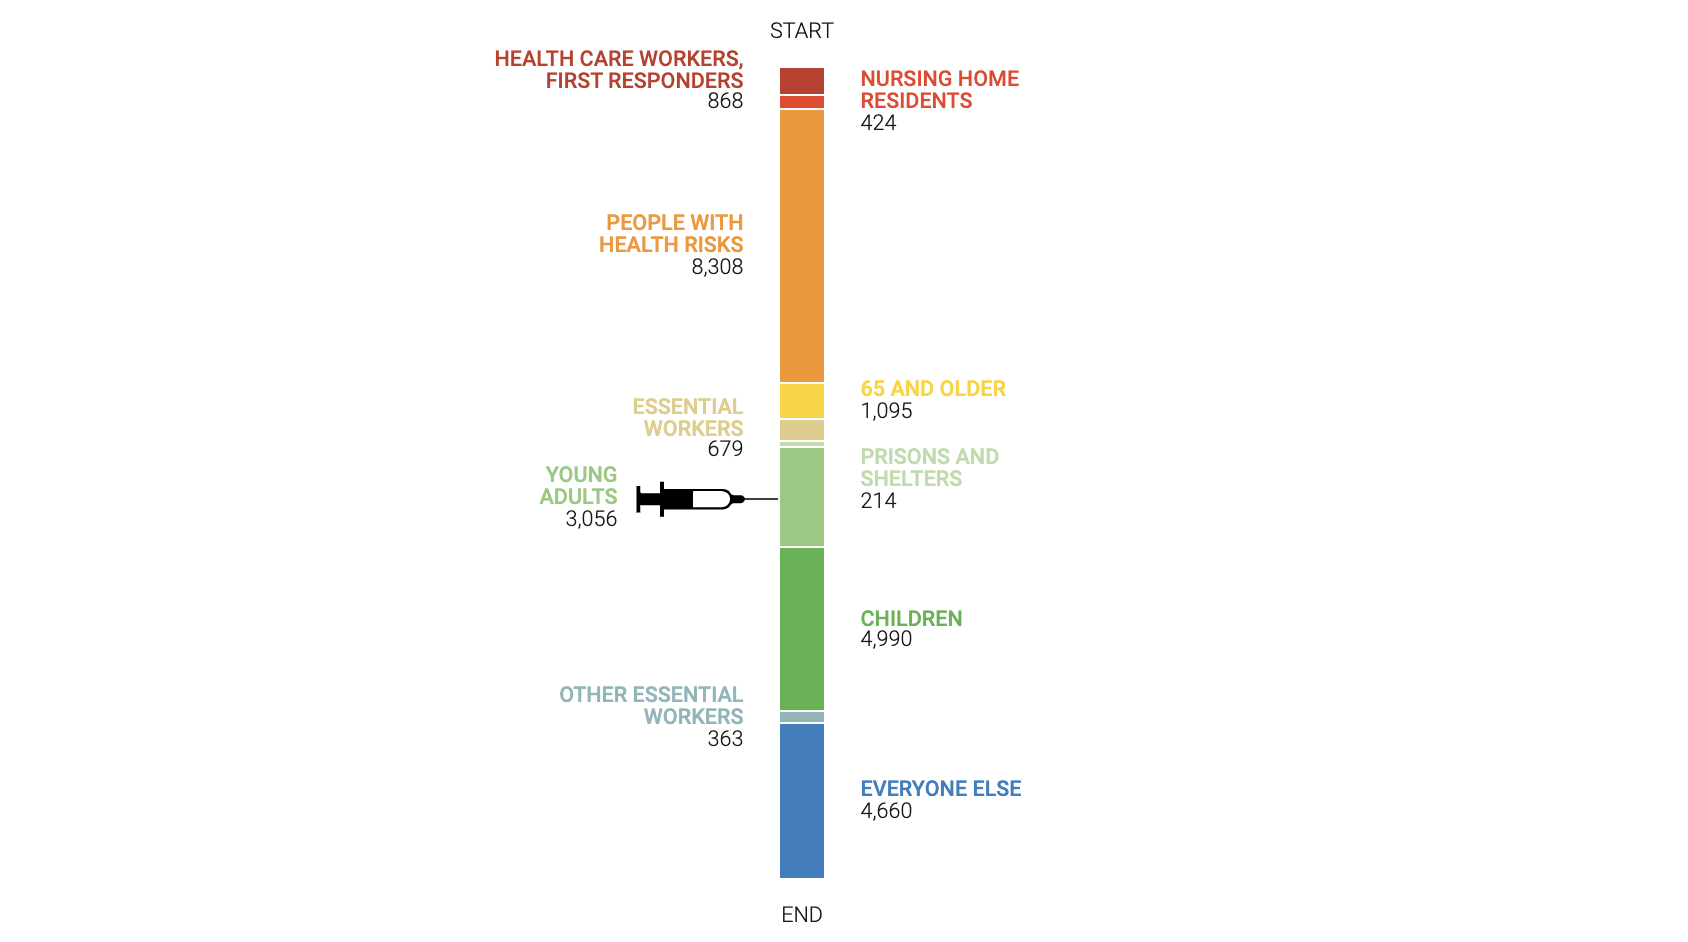 START
HEALTH CARE WORKERS,
FIRST RESPONDERS
868
NURSING HOME
RESIDENTS
424
PEOPLE WITH
HEALTH RISKS
8,308
65 AND OLDER
1,095
ESSENTIAL
WORKERS
679
PRISONS AND
SHELTERS
214
YOUNG
ADULTS
3,056
CHILDREN
4,990
OTHER ESSENTIAL
WORKERS
363
EVERYONE ELSE
4,660
END